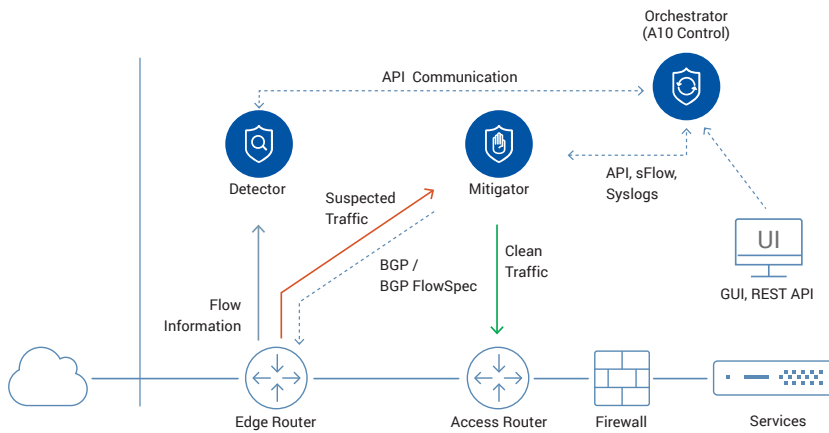 Orchestrator
(A10 Control)
API Communication
Detector
Mitigator
API, sFlow,
Syslogs
Suspected
Traffic
BGP /
BGP FlowSpec
Clean
Traffic
UI
GUI, REST API
Flow
Information
Edge Router
Access Router
Firewall
Services